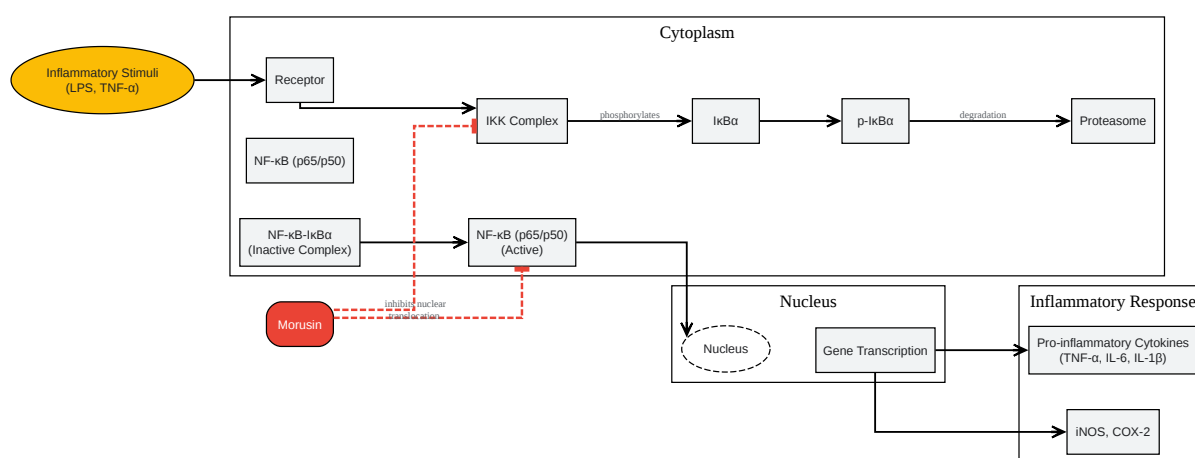 Cytoplasm
Inflammatory Stimuli
(LPS, TNF-α)
Receptor
IKK Complex
phosphorylates
IκBα
p-IκBα
degradation
Proteasome
NF-κB (p65/p50)
NF-κB-IκBα
(Inactive Complex)
NF-κB (p65/p50)
(Active)
Morusin
inhibits nuclear
translocation
Nucleus
Nucleus
Gene Transcription
Inflammatory Response
Pro-inflammatory Cytokines
(TNF-α, IL-6, IL-1β)
iNOS, COX-2